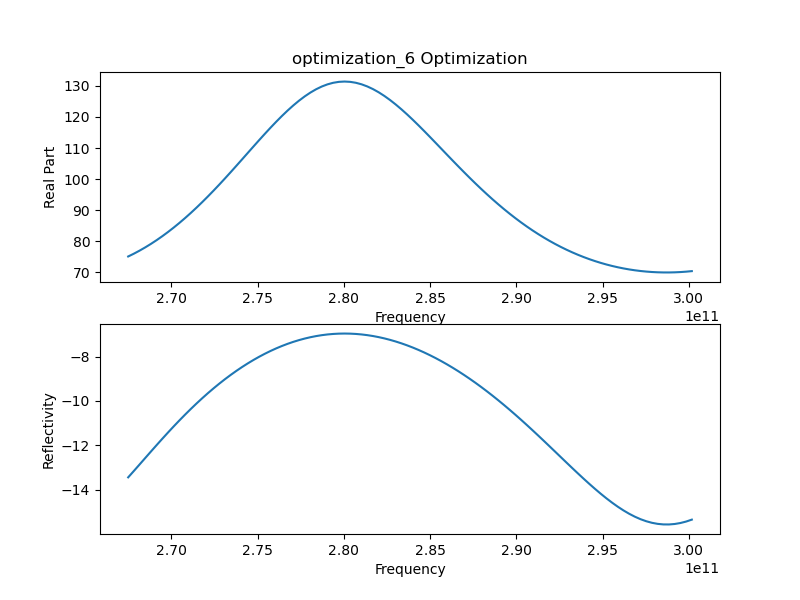 optimization_6 Optimization
Real Part
130
120
110
100
90
80
70
2.70 2.75 2.80 2.85 2.90 2.95 3.00
1e11
Frequency
Reflectivity
−8
−10
−12
−14
2.70 2.75 2.80 2.85 2.90 2.95 3.00
1e11
Frequency